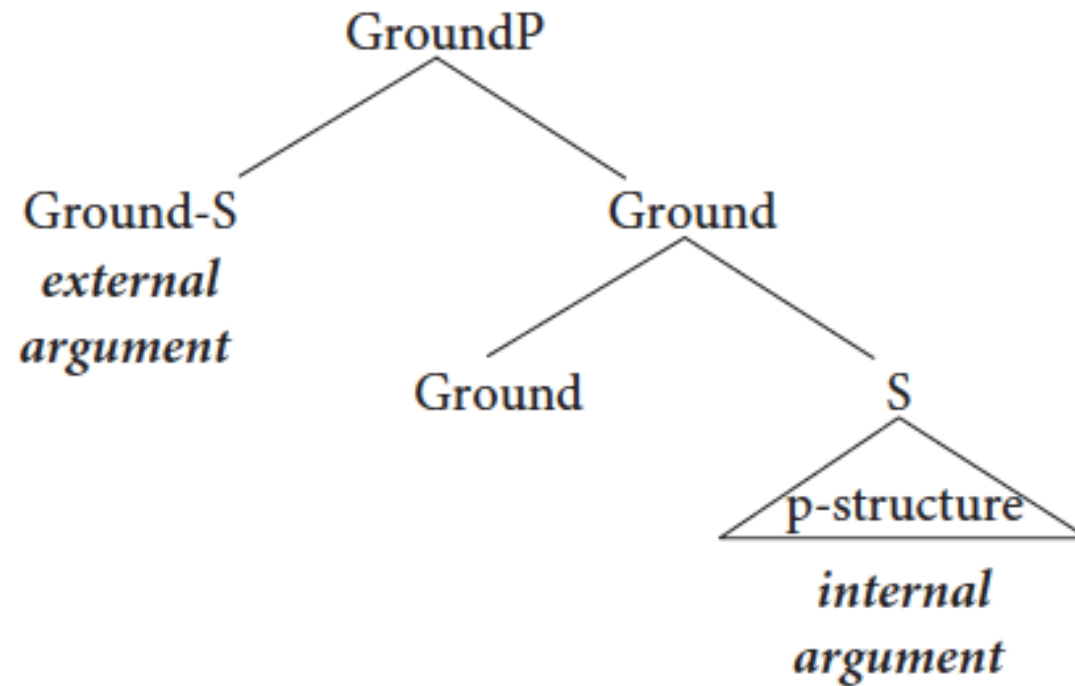 GroundP
Ground-S
Ground
external
argument
Ground
S
p-structure
internal
argument